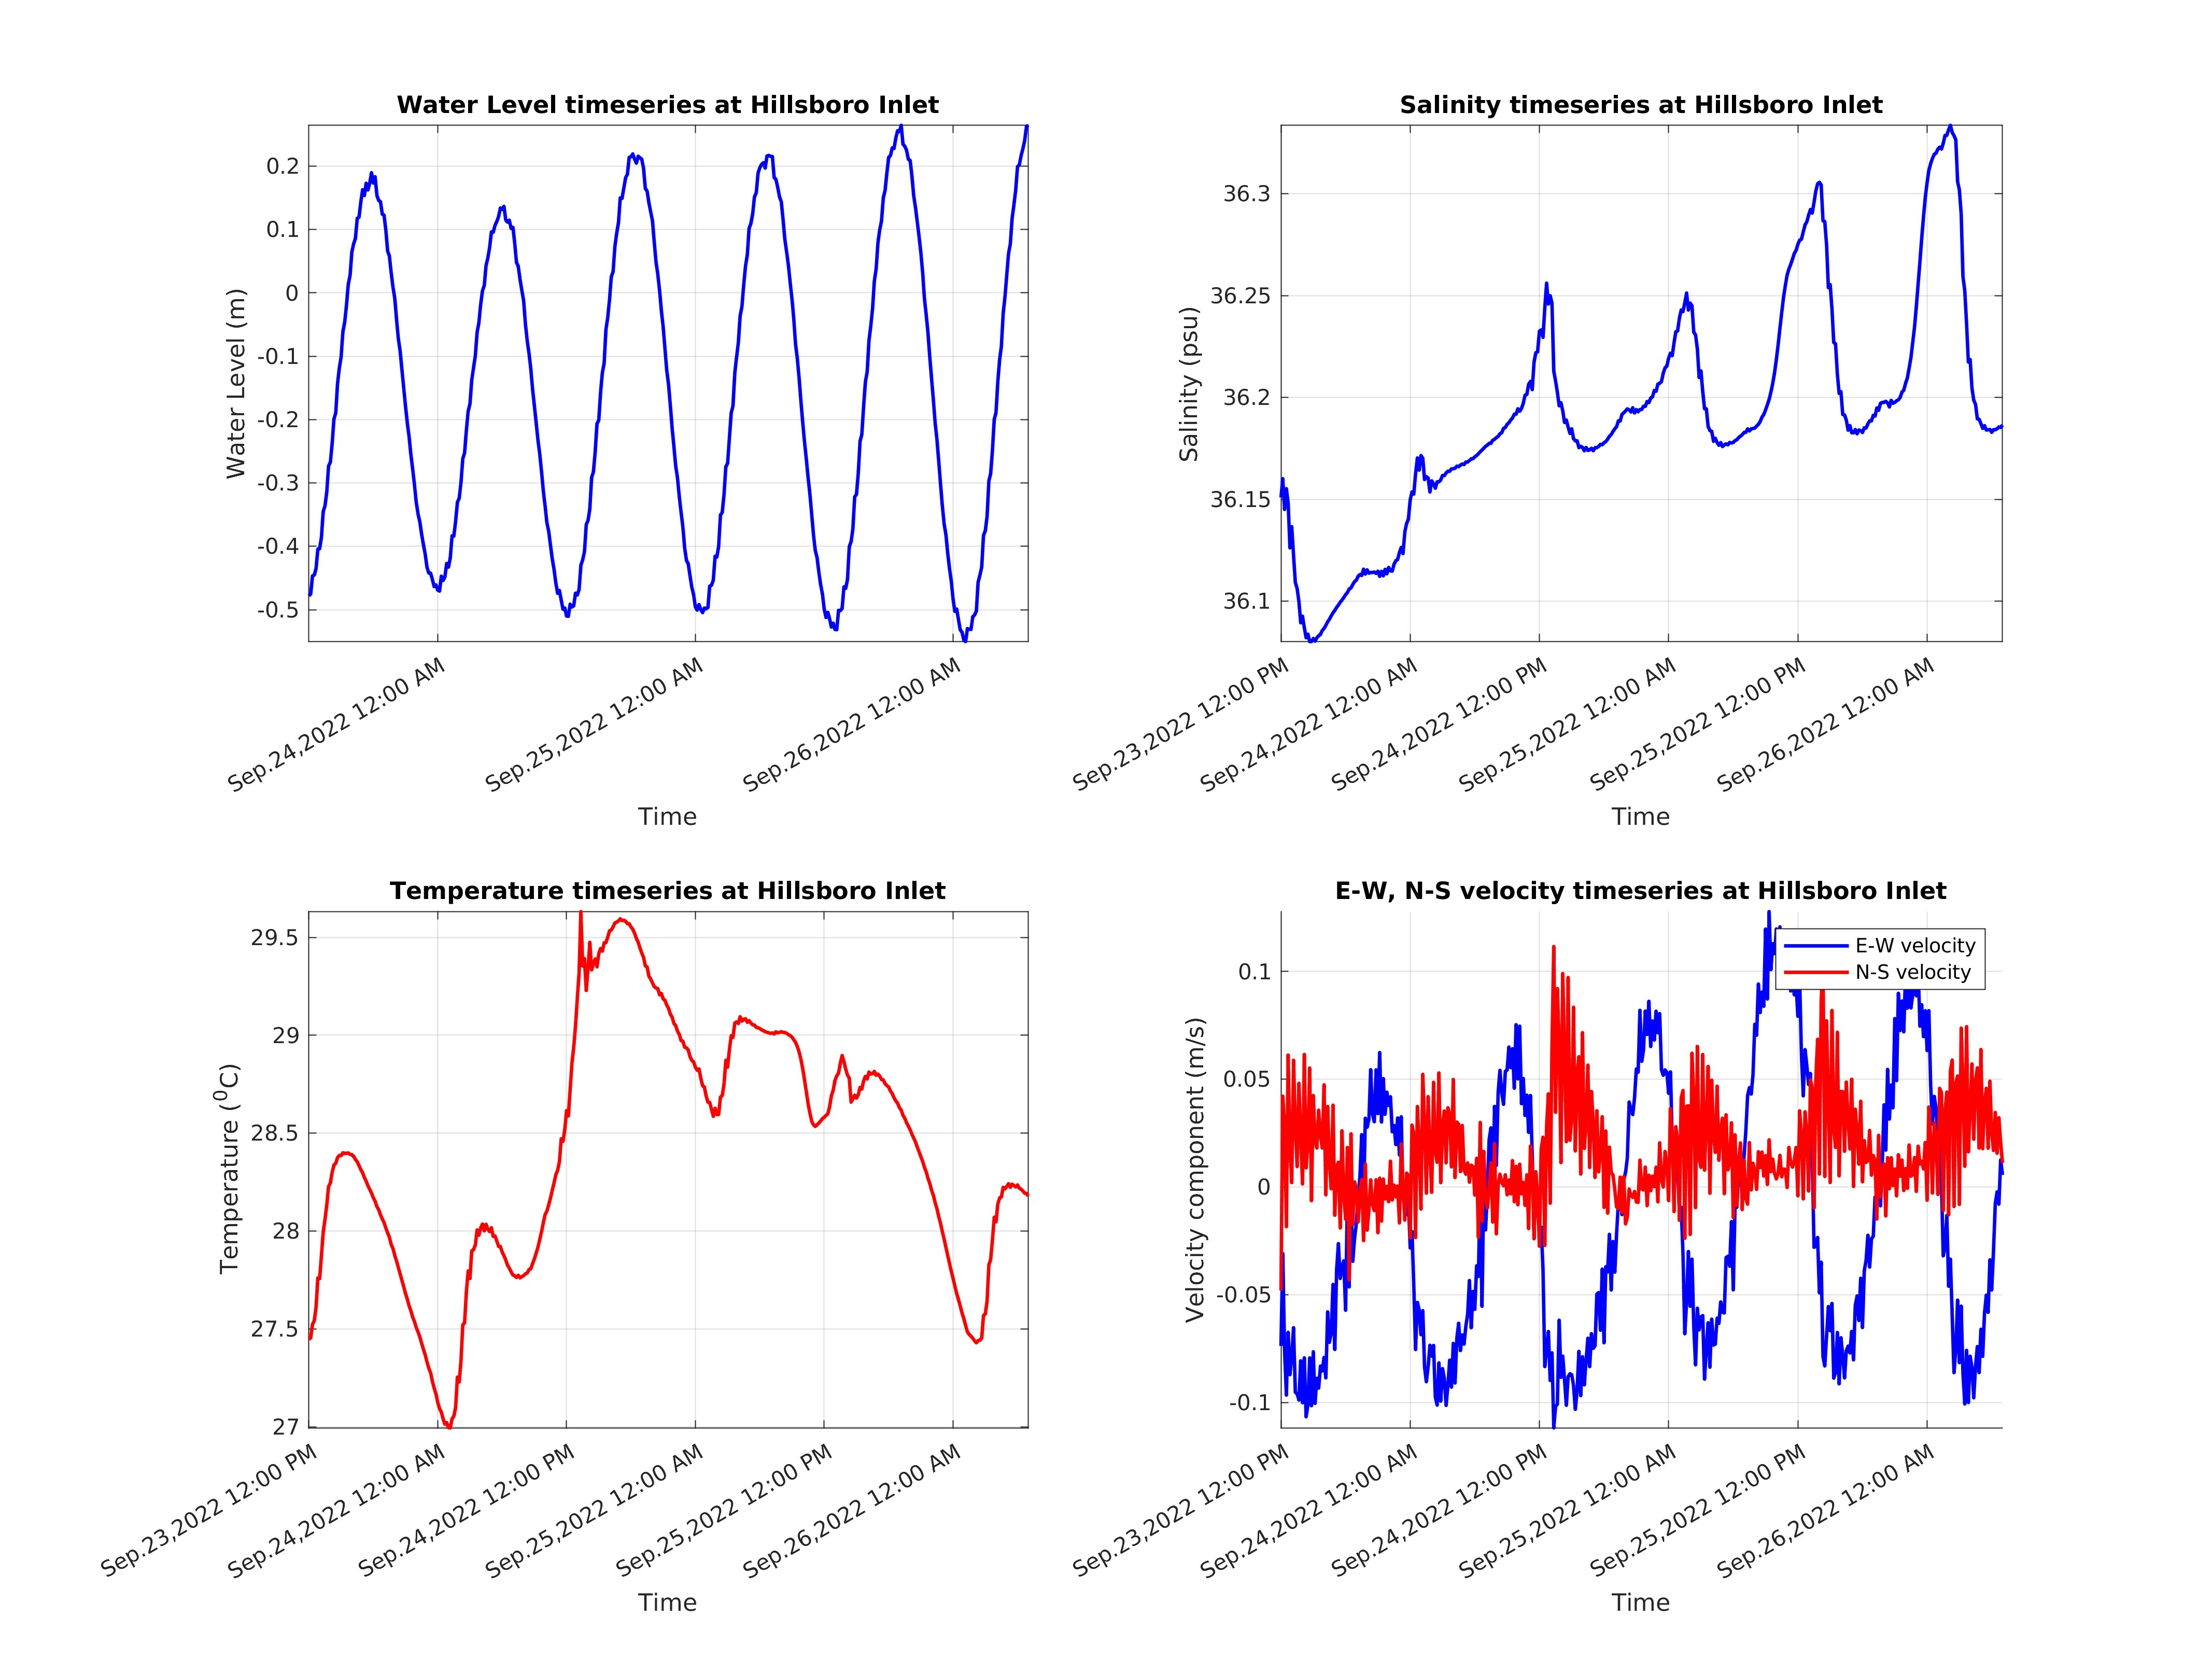 Water Level timeseries at Hillsboro Inlet
Water Level (m)
0.2
0.1
0
-0.1
-0.2
-0.3
-0.4
-0.5
Sep.24,2022 12:00 AM
Sep.25,2022 12:00 AM
Sep.26,2022 12:00 AM
Time
Salinity timeseries at Hillsboro Inlet
Salinity (psu)
36.3
36.25
36.2
36.15
36.1
Sep.23,2022 12:00 PM
Sep.24,2022 12:00 AM
Sep.24,2022 12:00 PM
Sep.25,2022 12:00 AM
Sep.25,2022 12:00 PM
Sep.26,2022 12:00 AM
Time
Temperature timeseries at Hillsboro Inlet
Temperature (⁰C)
29.5
29
28.5
28
27.5
27
Sep.23,2022 12:00 PM
Sep.24,2022 12:00 AM
Sep.24,2022 12:00 PM
Sep.25,2022 12:00 AM
Sep.25,2022 12:00 PM
Sep.26,2022 12:00 AM
Time
E-W, N-S velocity timeseries at Hillsboro Inlet
E-W velocity
N-S velocity
Velocity component (m/s)
0.1
0.05
0
-0.05
-0.1
Sep.23,2022 12:00 PM
Sep.24,2022 12:00 AM
Sep.24,2022 12:00 PM
Sep.25,2022 12:00 AM
Sep.25,2022 12:00 PM
Sep.26,2022 12:00 AM
Time